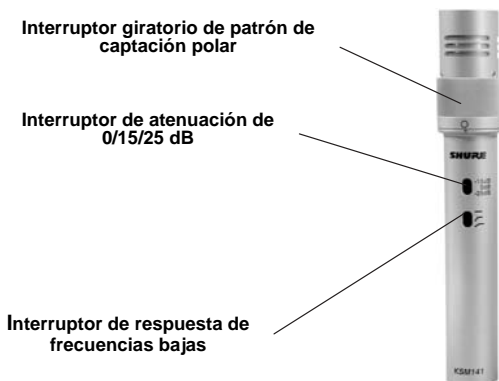 Interruptor giratorio de patrón de
captación polar
Interruptor de atenuación de
0/15/25 dB
SHURE
Interruptor de respuesta de
frecuencias bajas
KSM141